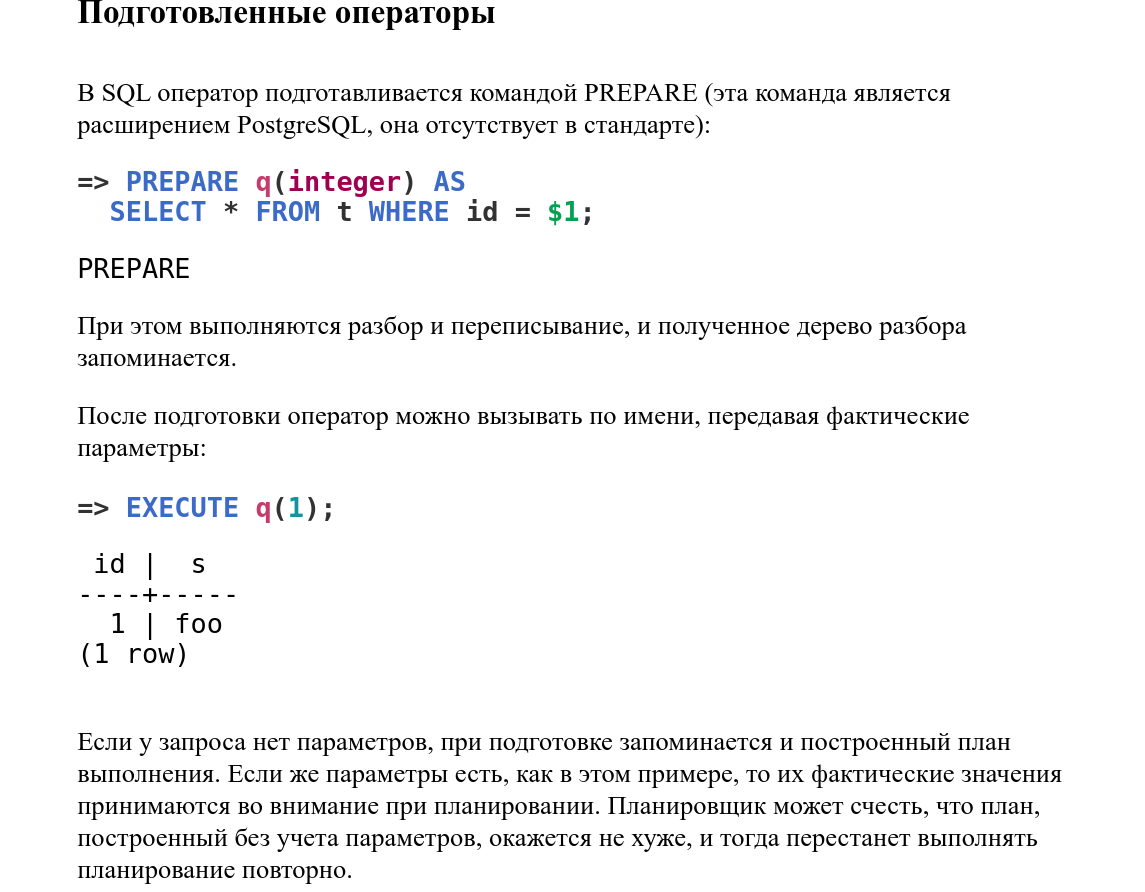 Подготовленные операторы
В SQL оператор подготавливается командой PREPARE (эта команда является
расширением PostgreSQL, она отсутствует в стандарте):
=> PREPARE q(integer) AS
  SELECT * FROM t WHERE id = $1;
PREPARE
При этом выполняются разбор и переписывание, и полученное дерево разбора
запоминается.
После подготовки оператор можно вызывать по имени, передавая фактические
параметры:
=> EXECUTE q(1);
 id |  s
----+-----
  1 | foo
(1 row)
Если у запроса нет параметров, при подготовке запоминается и построенный план
выполнения. Если же параметры есть, как в этом примере, то их фактические значения
принимаются во внимание при планировании. Планировщик может счесть, что план,
построенный без учета параметров, окажется не хуже, и тогда перестанет выполнять
планирование повторно.